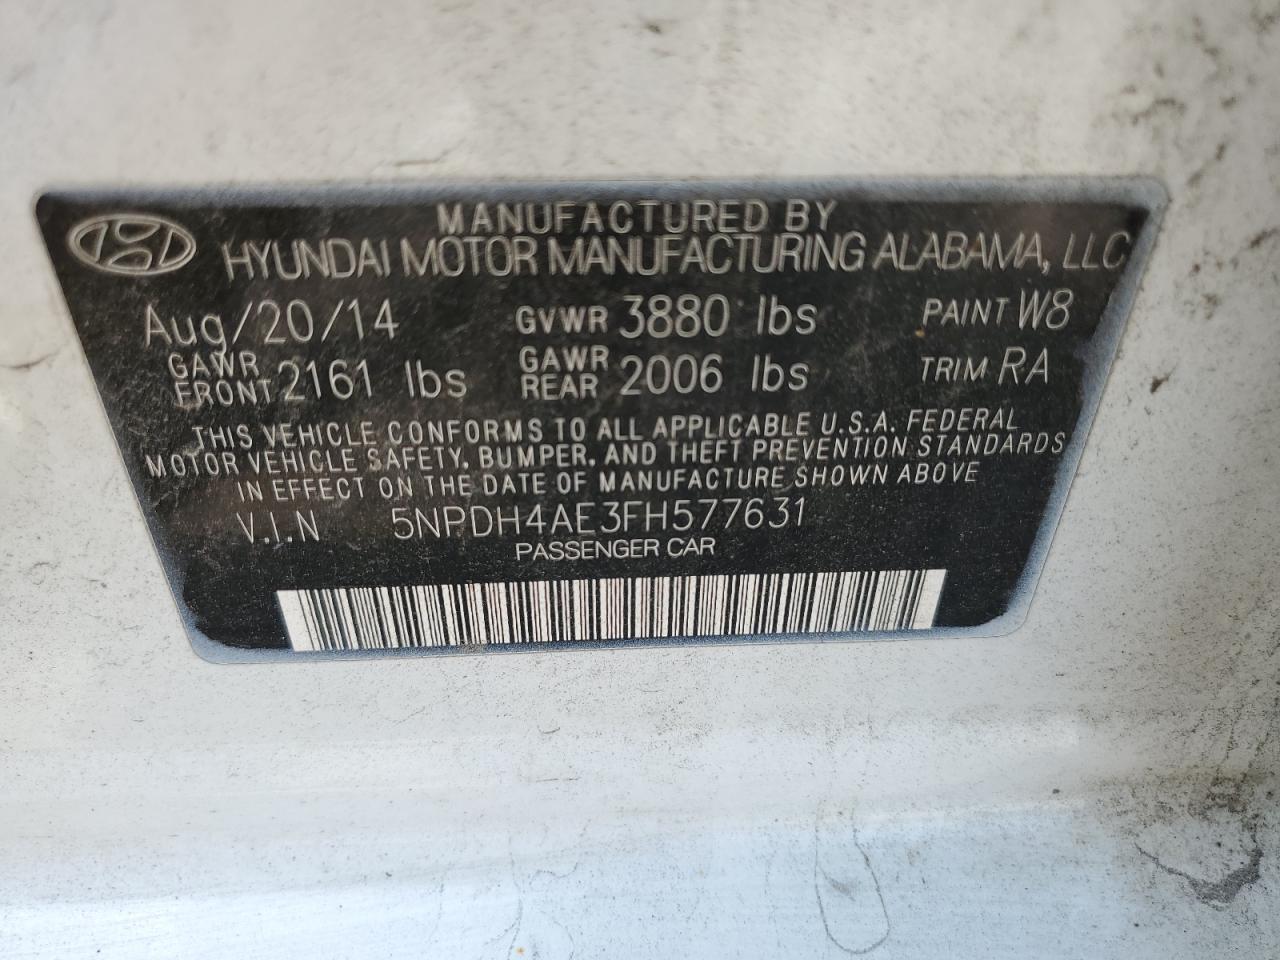 MANUFACTURED BY
HYUNDAI MOTOR MANUFACTURING ALABAMA, LLC
Aug/20/14 GVWR 3880 lbs PAINT W8
GAWR FRONT 2161 lbs GAWR REAR 2006 lbs TRIM RA
THIS VEHICLE CONFORMS TO ALL APPLICABLE U.S.A. FEDERAL
MOTOR VEHICLE SAFETY, BUMPER, AND THEFT PREVENTION STANDARDS
IN EFFECT ON THE DATE OF MANUFACTURE SHOWN ABOVE
V.I.N 5NPDH4AE3FH577631
PASSENGER CAR